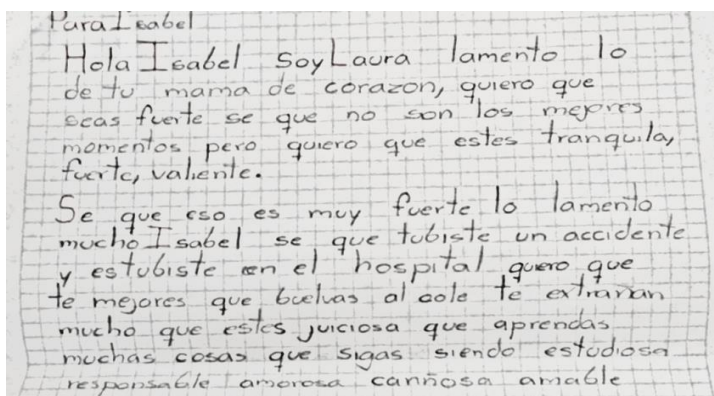 Para Isabel
Hola Isabel soy Laura lamento lo
de tu mama de corazon, quiero que
seas fuerte se que no son los mejores
momentos pero quiero que estes tranquila,
fuerte, valiente.
Se que eso es muy fuerte lo lamento
mucho Isabel se que tubiste un accidente
y estubiste en el hospital quero que
te mejores que buelvas al cole te extrañan
mucho que estes juiciosa que aprendas
muchas cosas que sigas siendo estudiosa
responsable amorosa cariñosa amable